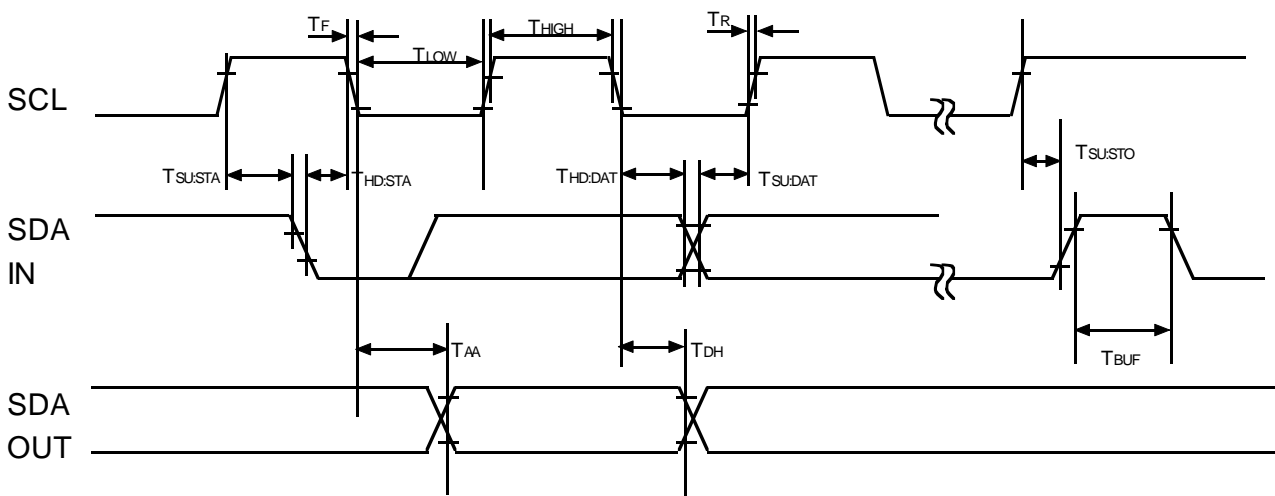 TF
THIGH
TR
TLOW
SCL
TSU:STA
THD:STA
THD:DAT
TSU:DAT
TSU:STO
SDA
IN
TAA
TDH
TBUF
SDA
OUT